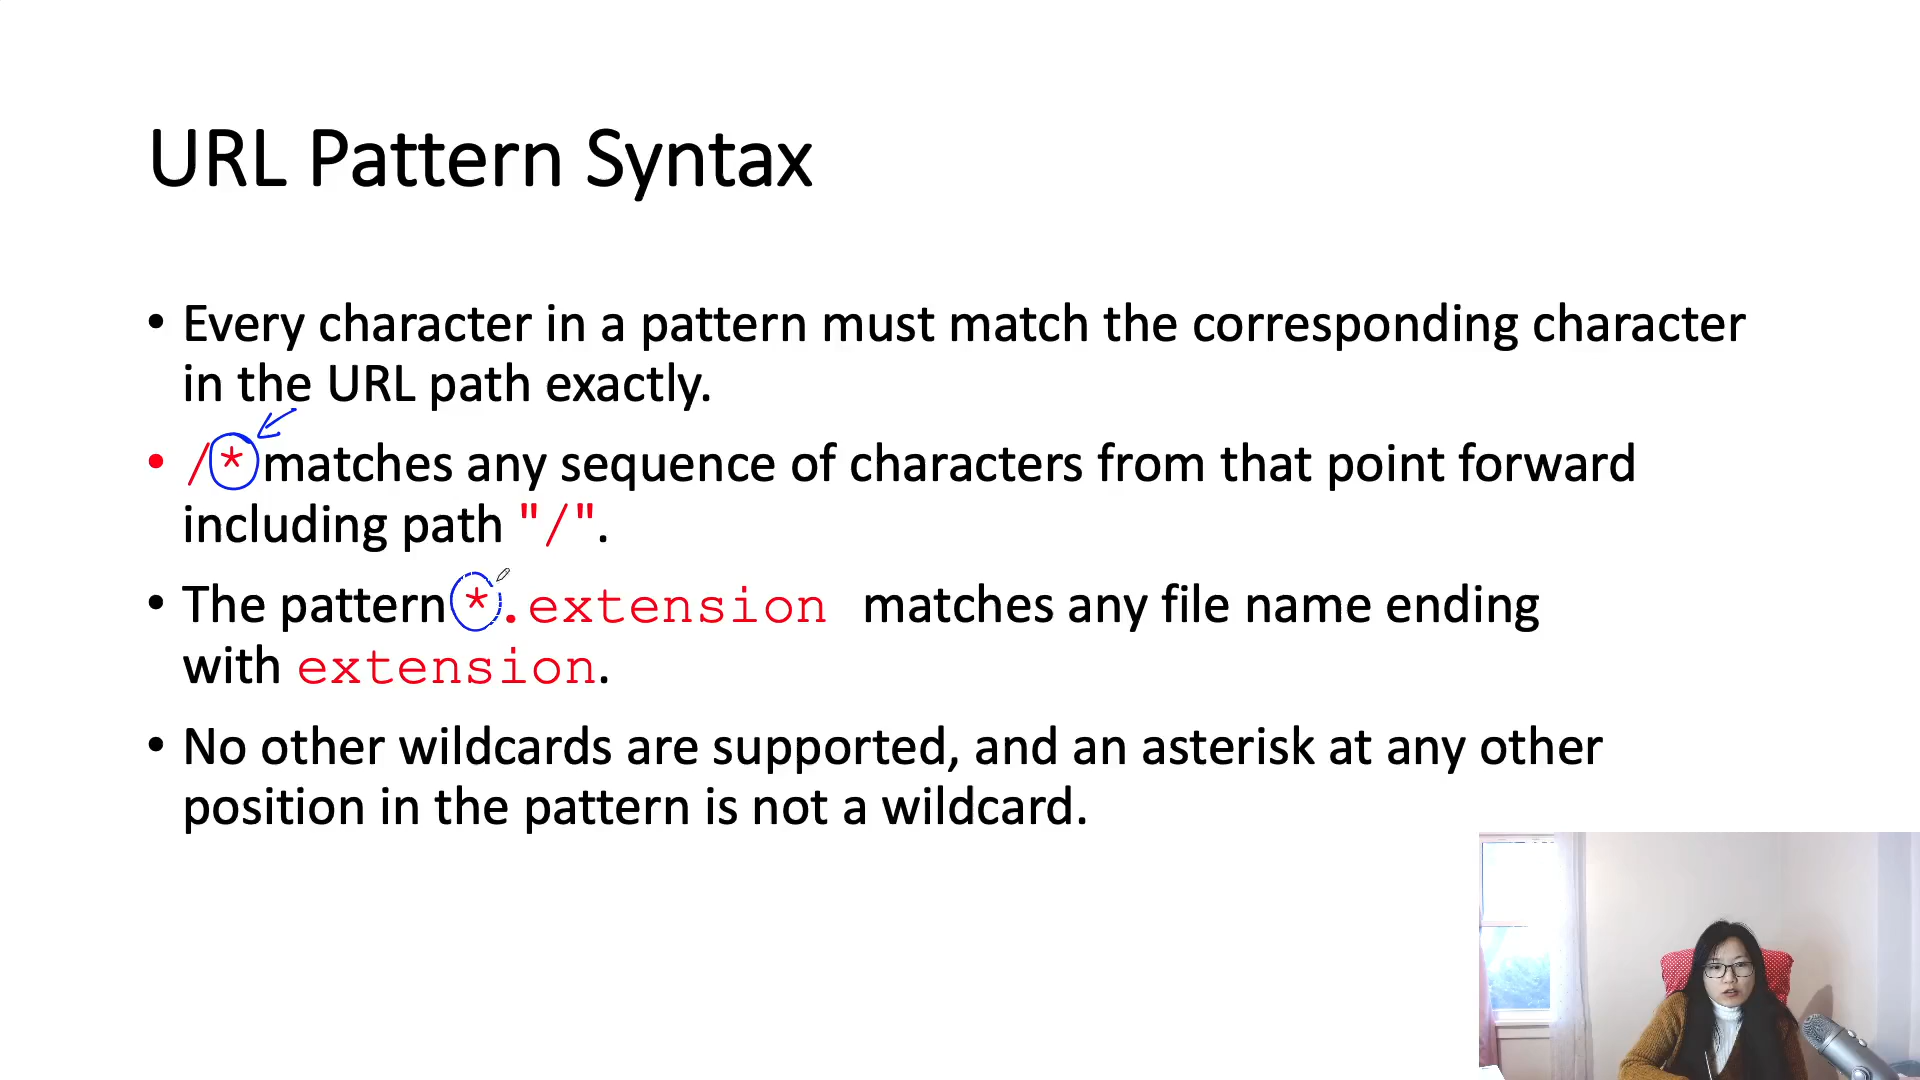 URL Pattern Syntax
• Every character in a pattern must match the corresponding character
in the URL path exactly.
• /* matches any sequence of characters from that point forward
including path "/".
• The pattern *.extension matches any file name ending
with extension.
• No other wildcards are supported, and an asterisk at any other
position in the pattern is not a wildcard.